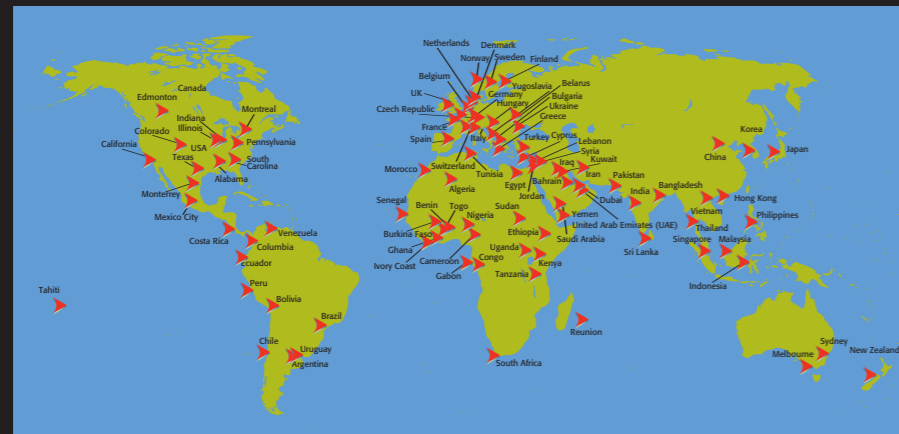 Canada
Edmonton
Indiana
Illinois
Montreal
Colorado
California
USA
Texas
Pennsylvania
South
Carolina
Alabama
Monterrey
Mexico City
Costa Rica
Venezuela
Columbia
Ecuador
Peru
Bolivia
Brazil
Chile
Uruguay
Argentina
Tahiti
Netherlands
Denmark
Norway
Sweden
Finland
Belgium
UK
Yugoslavia
Belarus
Germany
Czech Republic
Hungary
Bulgaria
Ukraine
France
Greece
Spain
Italy
Turkey
Cyprus
Lebanon
Switzerland
Syria
Morocco
Tunisia
Iraq
Kuwait
Algeria
Egypt
Bahrain
Iran
Pakistan
Jordan
Senegal
Benin
Togo
Sudan
Dubai
India
Bangladesh
Nigeria
Yemen
Burkina Faso
Ethiopia
United Arab Emirates (UAE)
Saudi Arabia
Ghana
Ivory Coast
Cameroon
Uganda
Congo
Gabon
Kenya
Tanzania
Reunion
South Africa
Sri Lanka
China
Korea
Japan
Hong Kong
Vietnam
Thailand
Philippines
Singapore
Malaysia
Indonesia
Sydney
Melbourne
New Zealand